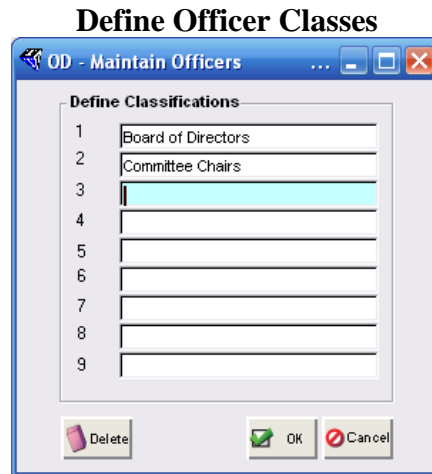 Define Officer Classes
OD - Maintain Officers ...
Define Classifications
1 Board of Directors
2 Committee Chairs
3
4
5
6
7
8
9
Delete OK Cancel